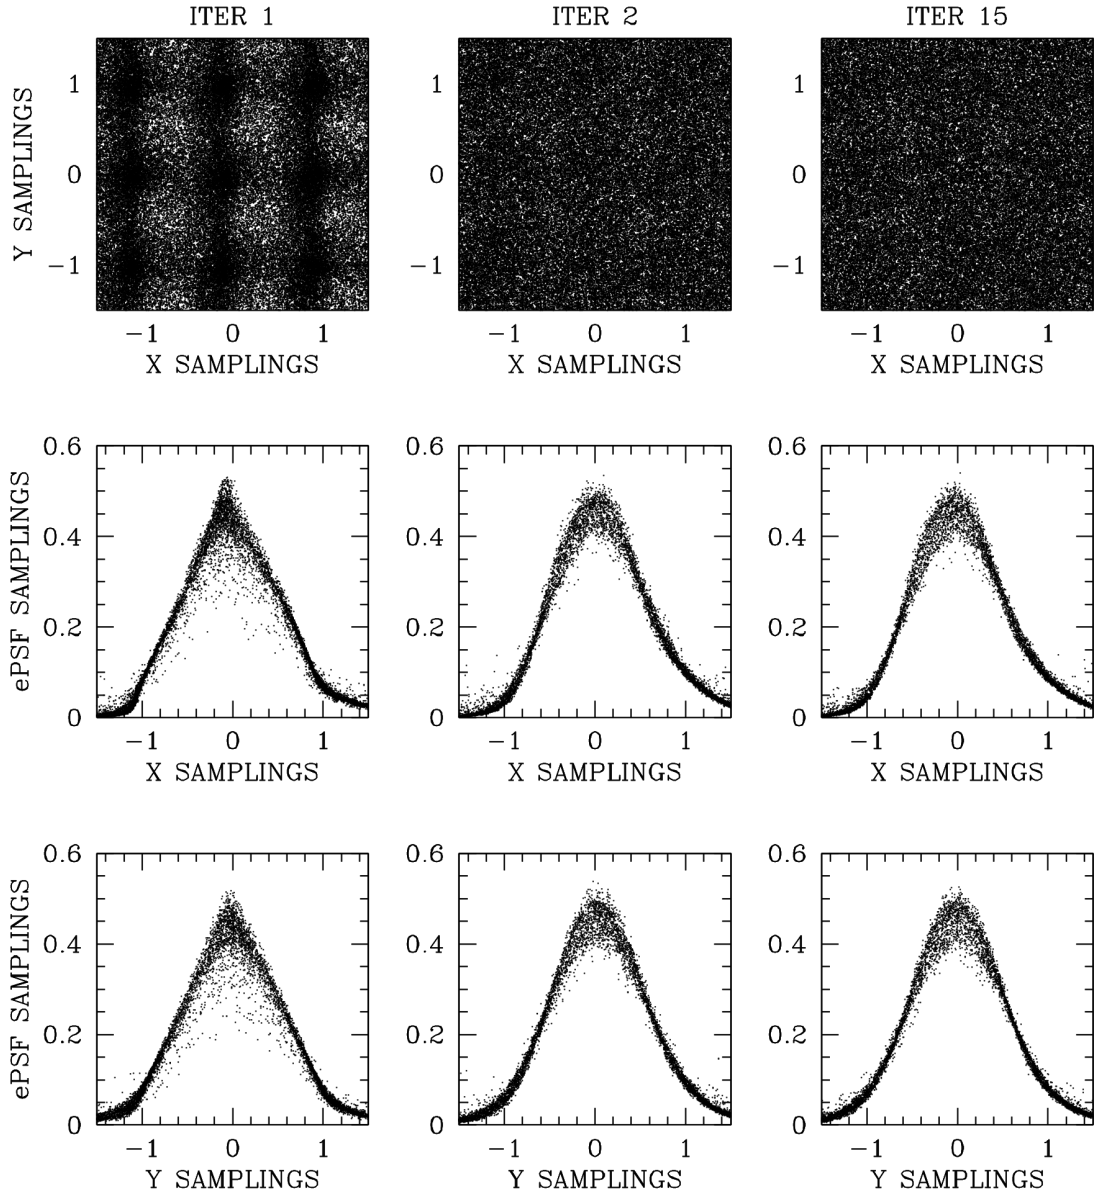 ITER 1 ITER 2 ITER 15
Y SAMPLINGS
1 1 1
0 0 0
−1 −1 −1
−1 0 1 −1 0 1 −1 0 1
X SAMPLINGS X SAMPLINGS X SAMPLINGS
ePSF SAMPLINGS
0.6 0.6 0.6
0.4 0.4 0.4
0.2 0.2 0.2
0 0 0
−1 0 1 −1 0 1 −1 0 1
X SAMPLINGS X SAMPLINGS X SAMPLINGS
ePSF SAMPLINGS
0.6 0.6 0.6
0.4 0.4 0.4
0.2 0.2 0.2
0 0 0
−1 0 1 −1 0 1 −1 0 1
Y SAMPLINGS Y SAMPLINGS Y SAMPLINGS